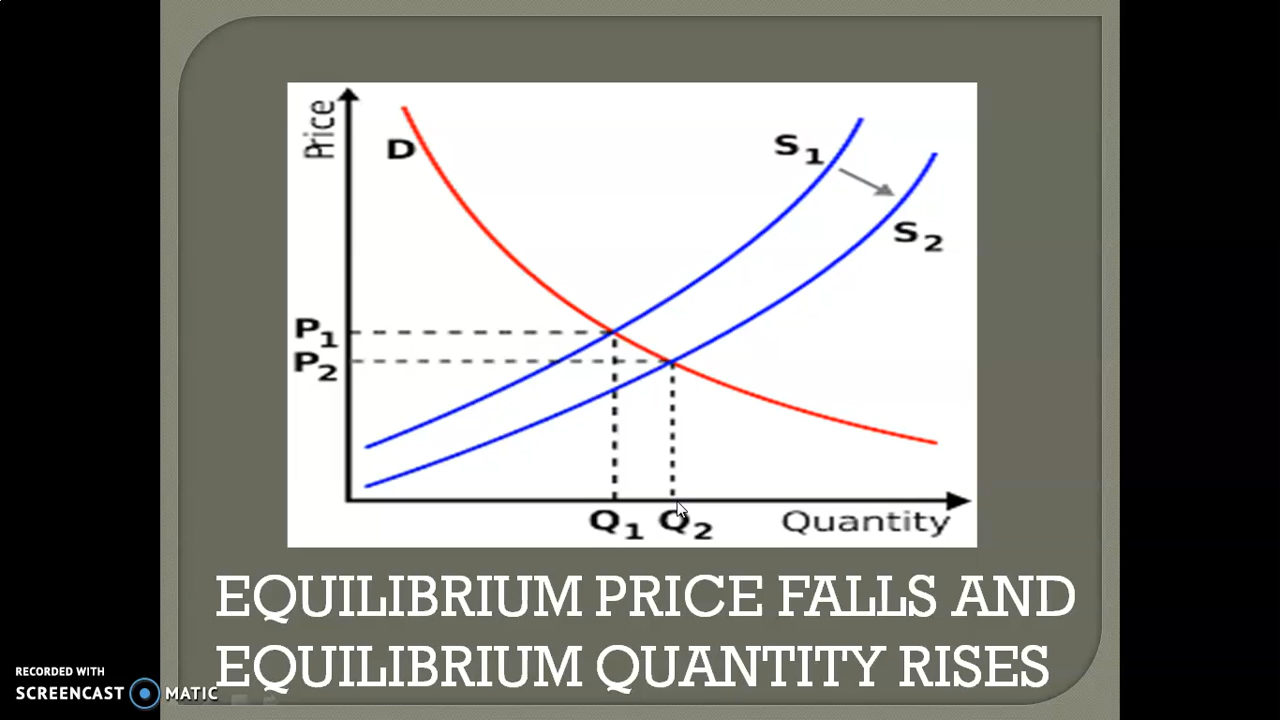 Price
D
S1
S2
P1
P2
Q1 Q2 Quantity
EQUILIBRIUM PRICE FALLS AND
EQUILIBRIUM QUANTITY RISES
RECORDED WITH
SCREENCAST MATIC